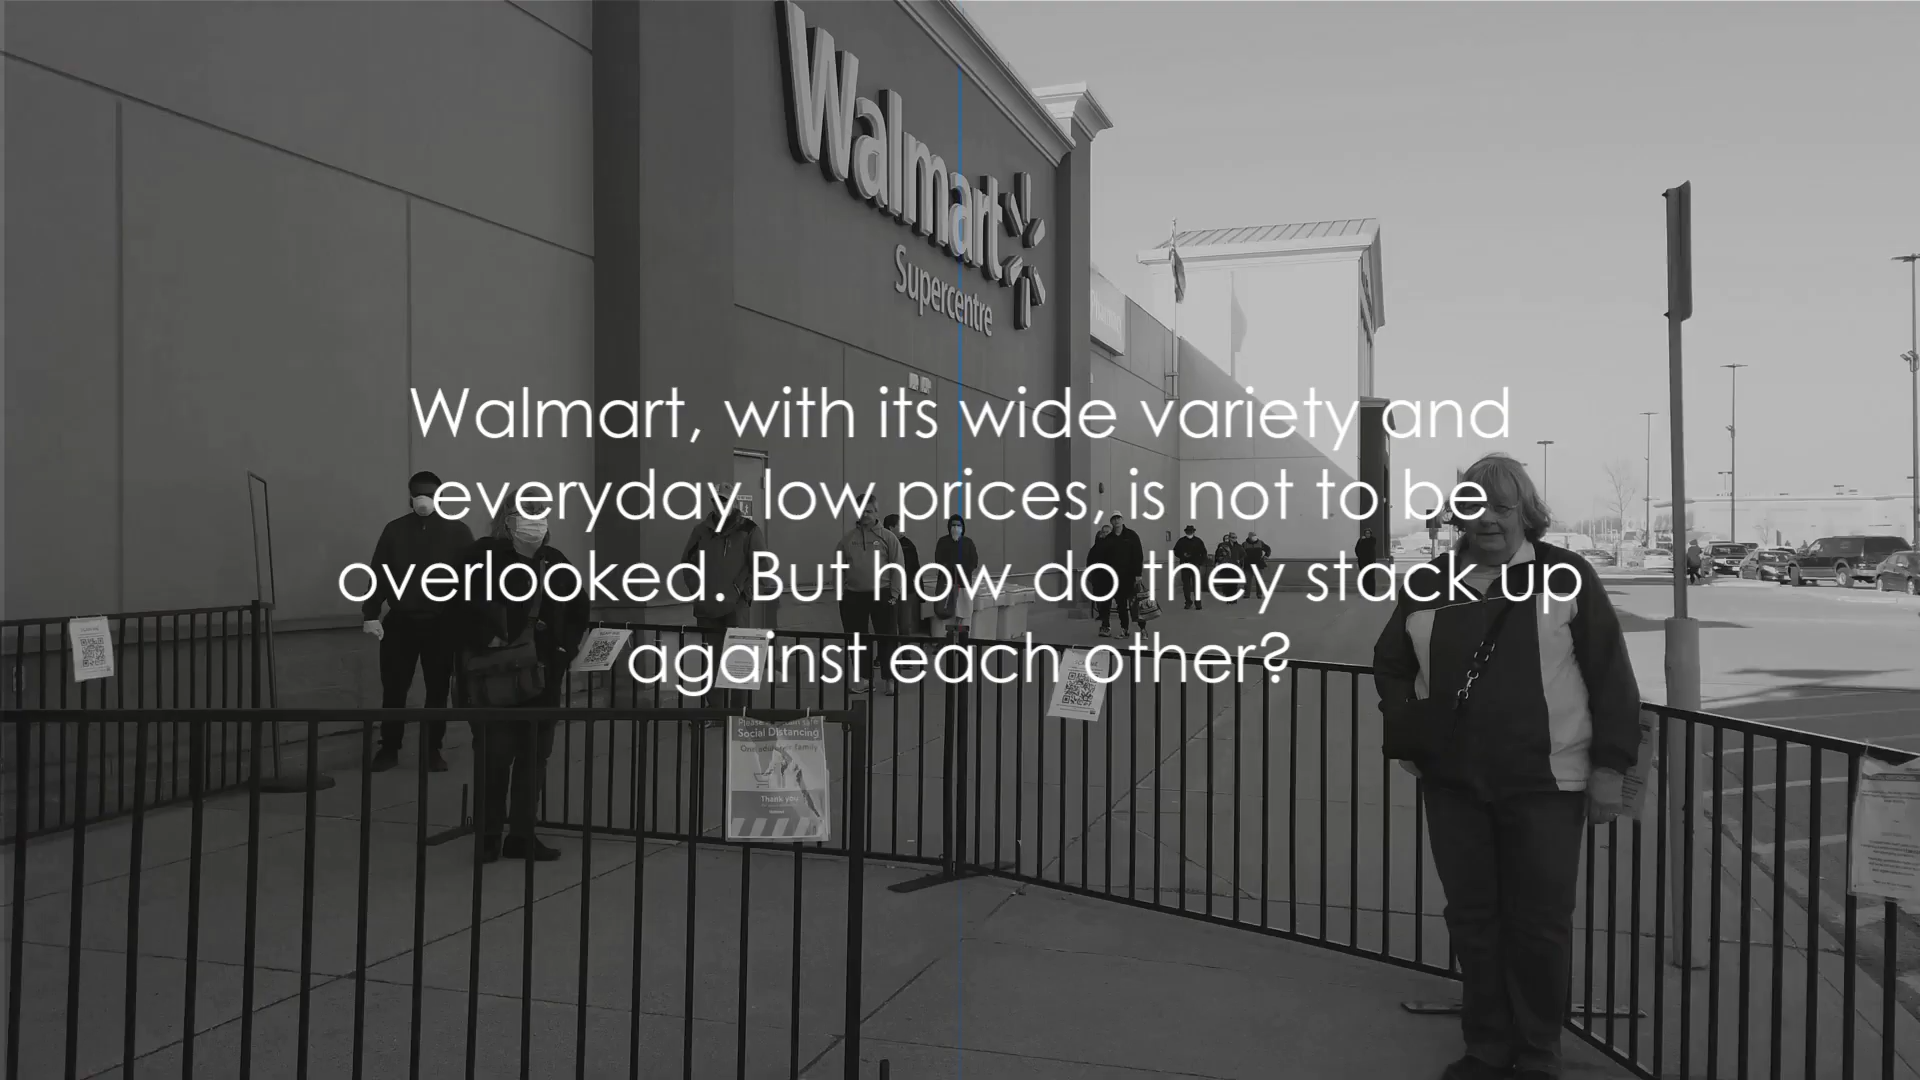 Walmart
Supercentre
Pharmacy
Walmart, with its wide variety and
everyday low prices, is not to be
overlooked. But how do they stack up
against each other?
Social Distancing
Thank you